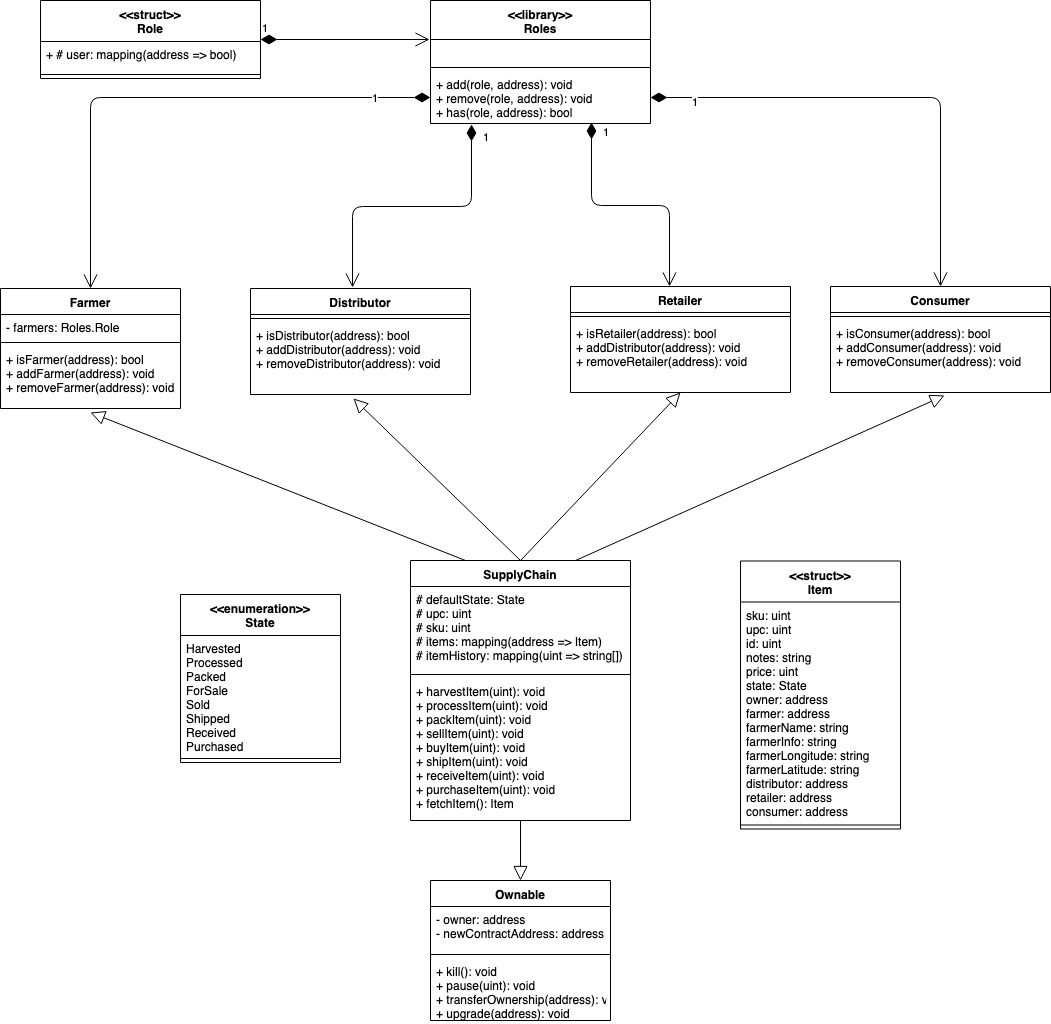 <<struct>>
Role
+ # user: mapping(address => bool)
1
<<library>>
Roles
+ add(role, address): void
+ remove(role, address): void
+ has(role, address): bool
1
1
1
1
Farmer
- farmers: Roles.Role
+ isFarmer(address): bool
+ addFarmer(address): void
+ removeFarmer(address): void
Distributor
+ isDistributor(address): bool
+ addDistributor(address): void
+ removeDistributor(address): void
Retailer
+ isRetailer(address): bool
+ addDistributor(address): void
+ removeRetailer(address): void
Consumer
+ isConsumer(address): bool
+ addConsumer(address): void
+ removeConsumer(address): void
<<enumeration>>
State
Harvested
Processed
Packed
ForSale
Sold
Shipped
Received
Purchased
SupplyChain
# defaultState: State
# upc: uint
# sku: uint
# items: mapping(address => Item)
# itemHistory: mapping(uint => string[])
+ harvestItem(uint): void
+ processItem(uint): void
+ packItem(uint): void
+ sellItem(uint): void
+ buyItem(uint): void
+ shipItem(uint): void
+ receiveItem(uint): void
+ purchaseItem(uint): void
+ fetchItem(): Item
<<struct>>
Item
sku: uint
upc: uint
id: uint
notes: string
price: uint
state: State
owner: address
farmer: address
farmerName: string
farmerInfo: string
farmerLongitude: string
farmerLatitude: string
distributor: address
retailer: address
consumer: address
Ownable
- owner: address
- newContractAddress: address
+ kill(): void
+ pause(uint): void
+ transferOwnership(address):
+ upgrade(address): void